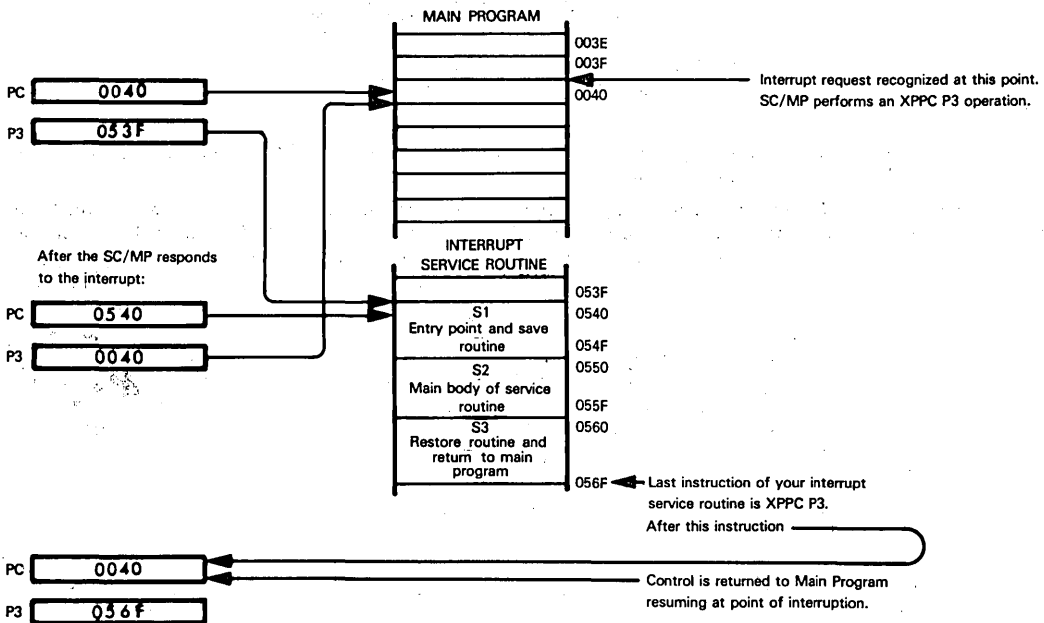 MAIN PROGRAM
003E
003F
0040
Interrupt request recognized at this point.
SC/MP performs an XPPC P3 operation.
PC 0040
P3 053F
After the SC/MP responds
to the interrupt:
PC 0540
P3 0040
INTERRUPT
SERVICE ROUTINE
053F
0540
S1
Entry point and save
routine
054F
0550
S2
Main body of service
routine
055F
0560
S3
Restore routine and
return to main
program
056F
Last instruction of your interrupt
service routine is XPPC P3.
After this instruction
PC 0040
P3 056F
Control is returned to Main Program
resuming at point of interruption.